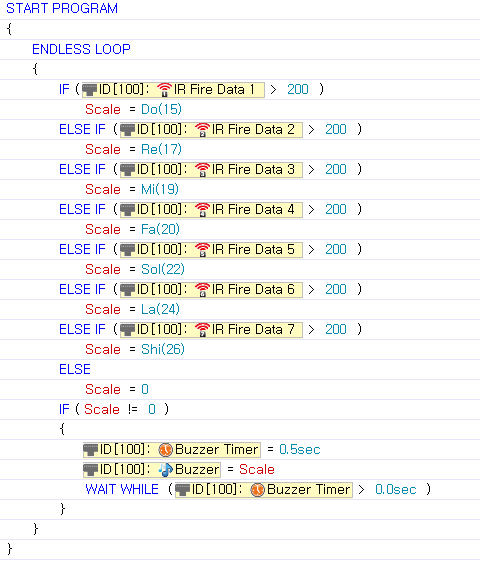 START PROGRAM
{
ENDLESS LOOP
{
IF ( ID[100]: IR Fire Data 1 > 200 )
Scale = Do(15)
ELSE IF ( ID[100]: IR Fire Data 2 > 200 )
Scale = Re(17)
ELSE IF ( ID[100]: IR Fire Data 3 > 200 )
Scale = Mi(19)
ELSE IF ( ID[100]: IR Fire Data 4 > 200 )
Scale = Fa(20)
ELSE IF ( ID[100]: IR Fire Data 5 > 200 )
Scale = Sol(22)
ELSE IF ( ID[100]: IR Fire Data 6 > 200 )
Scale = La(24)
ELSE IF ( ID[100]: IR Fire Data 7 > 200 )
Scale = Shi(26)
ELSE
Scale = 0
IF ( Scale != 0 )
{
ID[100]: Buzzer Timer = 0.5sec
ID[100]: Buzzer = Scale
WAIT WHILE ( ID[100]: Buzzer Timer > 0.0sec )
}
}
}